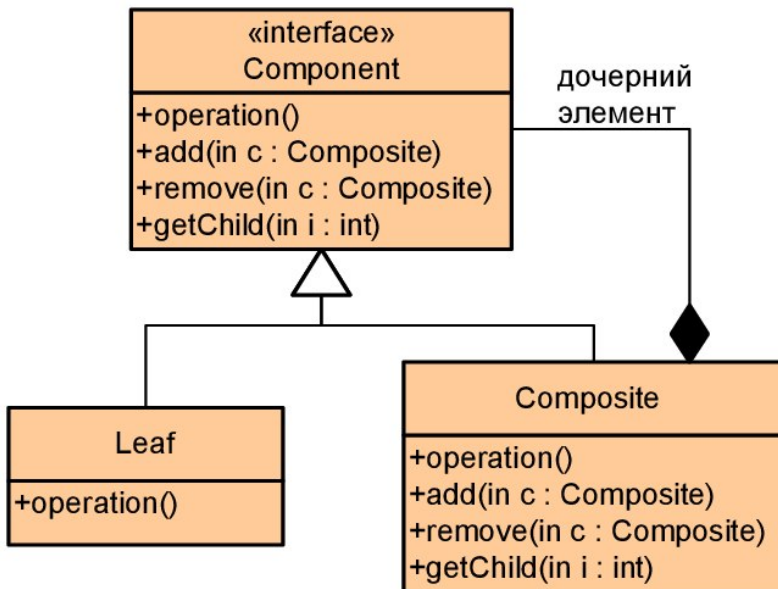 «interface»
Component
+operation()
+add(in c : Composite)
+remove(in c : Composite)
+getChild(in i : int)
дочерний
элемент
Leaf
+operation()
Composite
+operation()
+add(in c : Composite)
+remove(in c : Composite)
+getChild(in i : int)